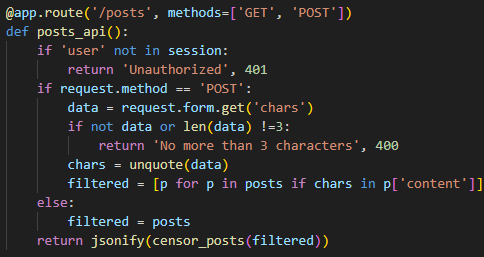 @app.route('/posts', methods=['GET', 'POST'])
def posts_api():
    if 'user' not in session:
        return 'Unauthorized', 401
    if request.method == 'POST':
        data = request.form.get('chars')
        if not data or len(data) !=3:
            return 'No more than 3 characters', 400
        chars = unquote(data)
        filtered = [p for p in posts if chars in p['content']]
    else:
        filtered = posts
    return jsonify(censor_posts(filtered))